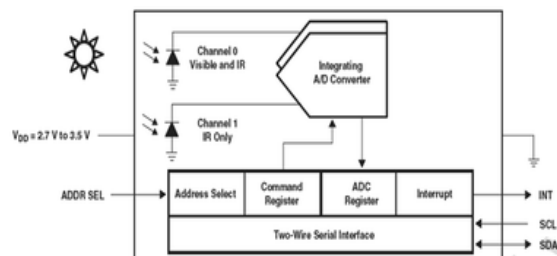 Channel 0
Visible and IR
Integrating
A/D Converter
Channel 1
IR Only
VDD = 2.7 V to 3.5 V
ADDR SEL
Address Select
Command
Register
ADC
Register
Interrupt
INT
SCL
Two-Wire Serial Interface
SDA